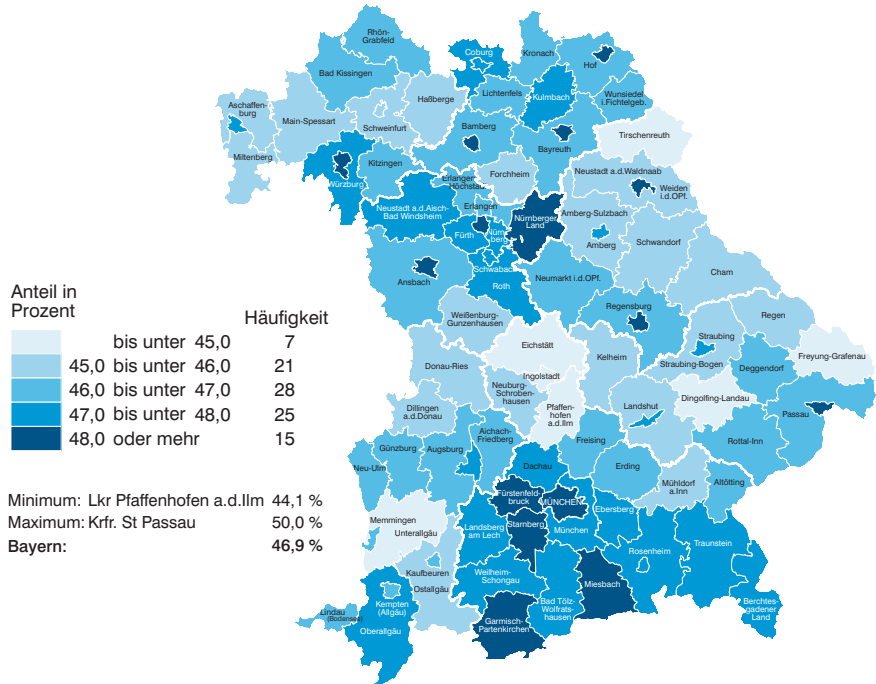 Rhön-
Grabfeld
Bad Kissingen
Coburg
Kronach
Hof
Lichtenfels
Kulmbach
Wunsiedel
i.Fichtelgeb.
Aschaffen-
burg
Main-Spessart
Schweinfurt
Haßberge
Bamberg
Bayreuth
Tirschenreuth
Miltenberg
Würzburg
Kitzingen
Erlangen-
Höchstadt
Forchheim
Neustadt a.d.Waldnaab
Weiden
i.d.OPf.
Neustadt a.d.Aisch-
Bad Windsheim
Erlangen
Fürth
Nürn-
berg
Nürnberger
Land
Amberg-Sulzbach
Amberg
Schwandorf
Ansbach
Schwabach
Roth
Neumarkt i.d.OPf.
Cham
Weißenburg-
Gunzenhausen
Regensburg
Regen
Eichstätt
Ingolstadt
Kelheim
Straubing
Straubing-Bogen
Freyung-Grafenau
Deggendorf
Donau-Ries
Neuburg-
Schroben-
hausen
Pfaffen-
hofen
a.d.Ilm
Landshut
Dingolfing-Landau
Passau
Dillingen
a.d.Donau
Aichach-
Friedberg
Freising
Rottal-Inn
Günzburg
Augsburg
Neu-Ulm
Dachau
Erding
Mühldorf
a.Inn
Altötting
Fürstenfeld-
bruck
MÜNCHEN
Ebersberg
Memmingen
Unterallgäu
Landsberg
am Lech
Starnberg
München
Traunstein
Rosenheim
Kaufbeuren
Ostallgäu
Weilheim-
Schongau
Miesbach
Bad Tölz-
Wolfrats-
hausen
Berchtes-
gadener
Land
Kempten
(Allgäu)
Lindau
(Bodensee)
Oberallgäu
Garmisch-
Partenkirchen
Anteil in
Prozent
Häufigkeit
bis unter 45,0 7
45,0 bis unter 46,0 21
46,0 bis unter 47,0 28
47,0 bis unter 48,0 25
48,0 oder mehr 15
Minimum: Lkr Pfaffenhofen a.d.Ilm 44,1 %
Maximum: Krfr. St Passau 50,0 %
Bayern: 46,9 %